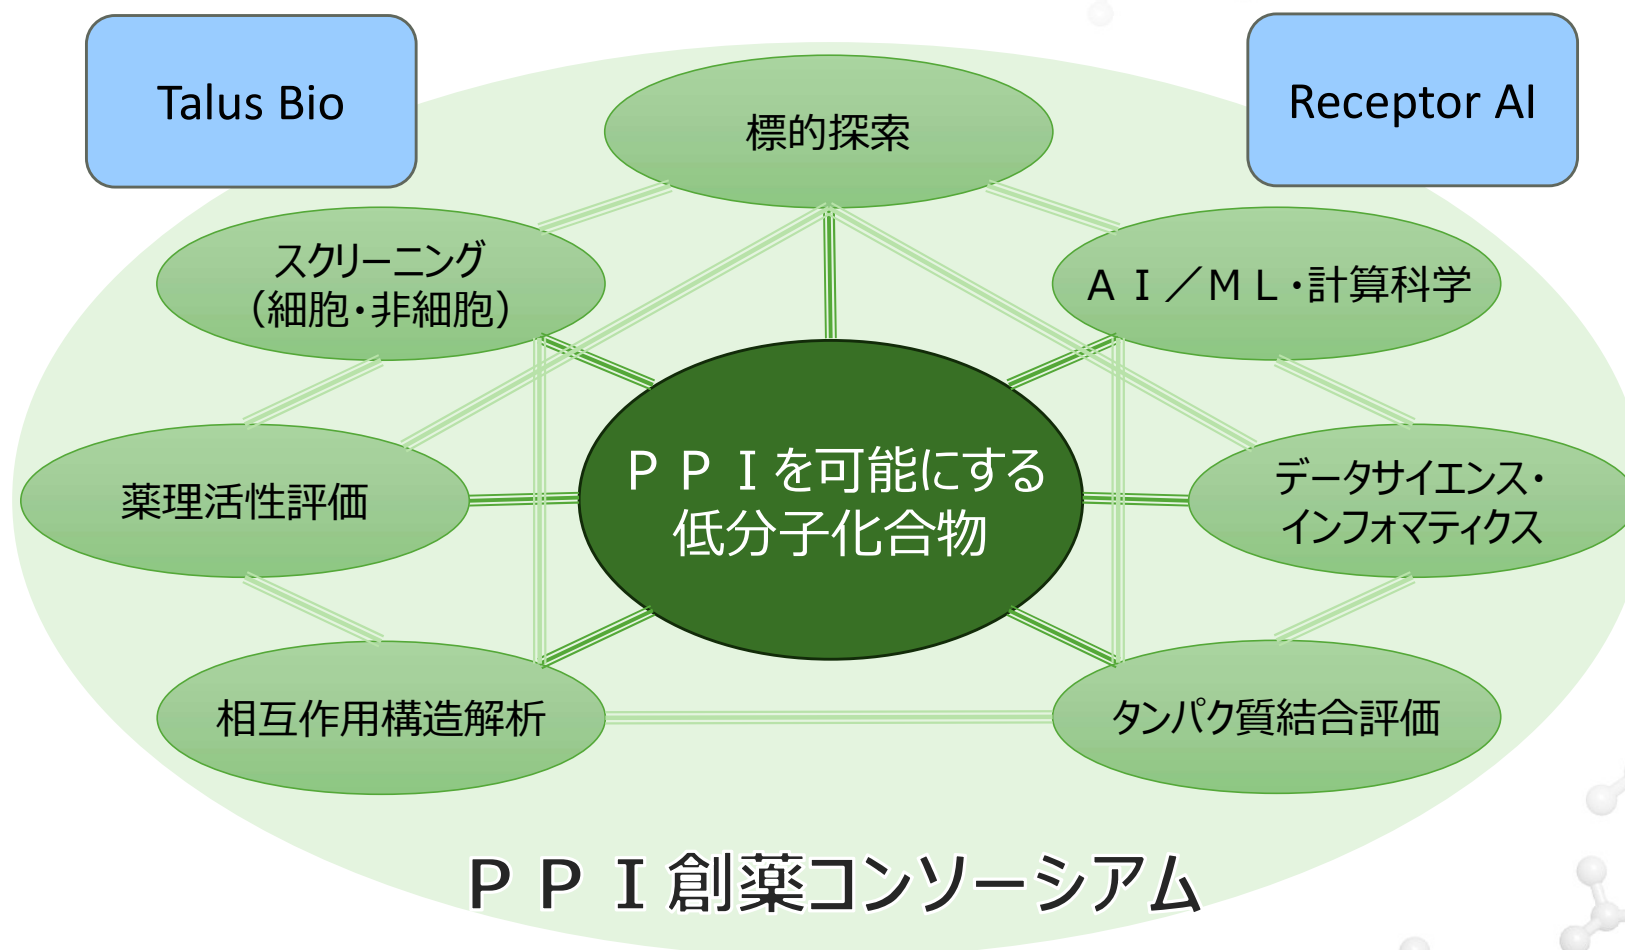 Talus Bio
Receptor AI
標的探索
スクリーニング
（細胞・非細胞）
ＡＩ／ＭＬ・計算科学
ＰＰＩを可能にする
低分子化合物
薬理活性評価
データサイエンス・
インフォマティクス
相互作用構造解析
タンパク質結合評価
ＰＰＩ創薬コンソーシアム